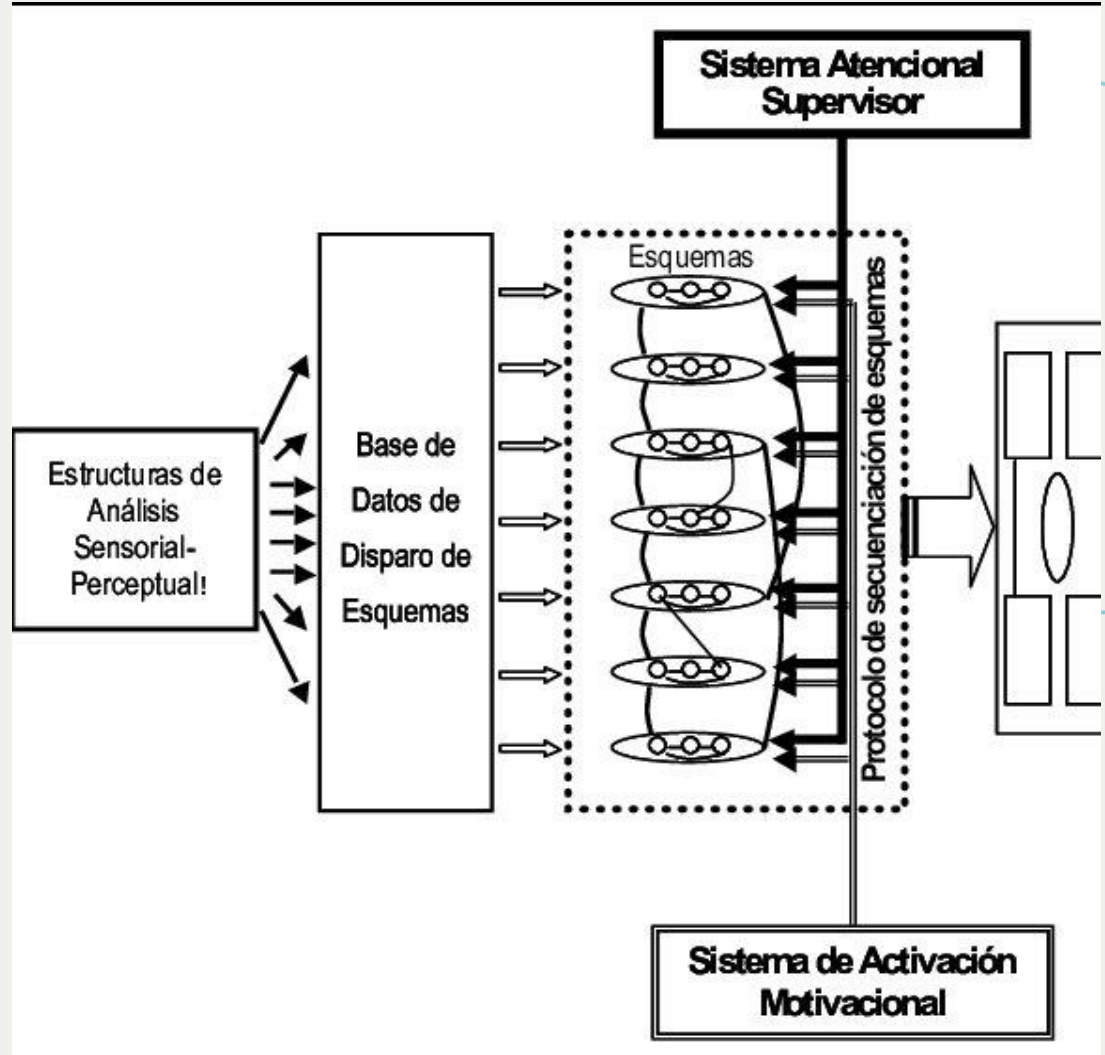 Sistema Atencional
Supervisor
Esquemas
Protocolo de secuenciación de esquemas
Base de
Datos de
Disparo de
Esquemas
Estructuras de
Análisis
Sensorial-
Perceptual!
Sistema de Activación
Motivacional